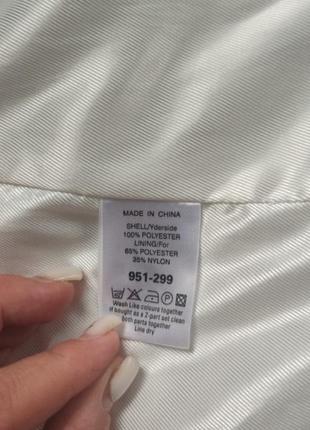 MADE IN CHINA
SHELL/Yderside
100% POLYESTER
LINING/For
65% POLYESTER
35% NYLON
951-299
Wash Like colours together
If bought as a 2-part set clean
both parts together
Line dry